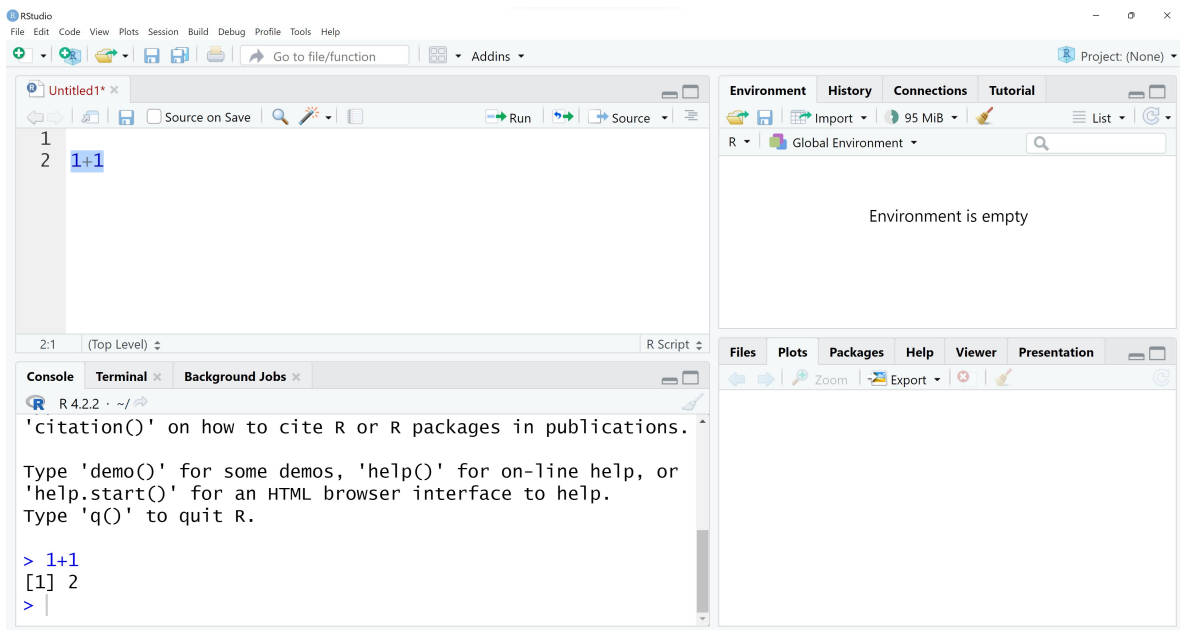 RStudio
File Edit Code View Plots Session Build Debug Profile Tools Help
Go to file/function Addins Project: (None)
Untitled1*
Source on Save Run Source
1
2 1+1
2:1 (Top Level) R Script
Console Terminal Background Jobs
R 4.2.2 · ~/
'citation()' on how to cite R or R packages in publications.
Type 'demo()' for some demos, 'help()' for on-line help, or
'help.start()' for an HTML browser interface to help.
Type 'q()' to quit R.
> 1+1
[1] 2
>
Environment History Connections Tutorial
Import 95 MiB List
R Global Environment
Environment is empty
Files Plots Packages Help Viewer Presentation
Zoom Export